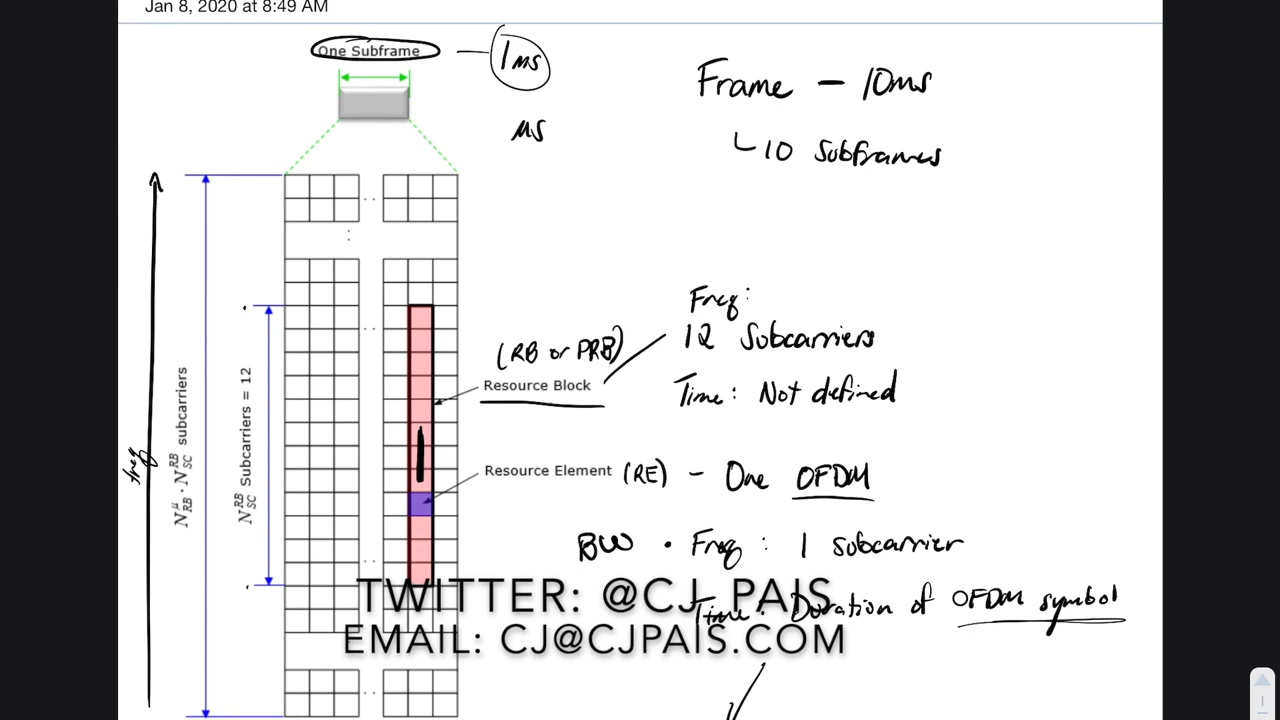 Jan 8, 2020 at 8:49 AM
One Subframe — 1ms
Frame - 10ms
μs
10 Subframes
Freq:
12 Subcarriers
(RB or PRB)
Resource Block
Time: Not defined
Resource Element (RE) - One OFDM
BW · Freq: 1 subcarrier
Time: Duration of OFDM symbol
freq
N^μ_RB · N^RB_SC subcarriers
N^RB_SC Subcarriers = 12
TWITTER: @CJ_PAIS
EMAIL: CJ@CJPAIS.COM